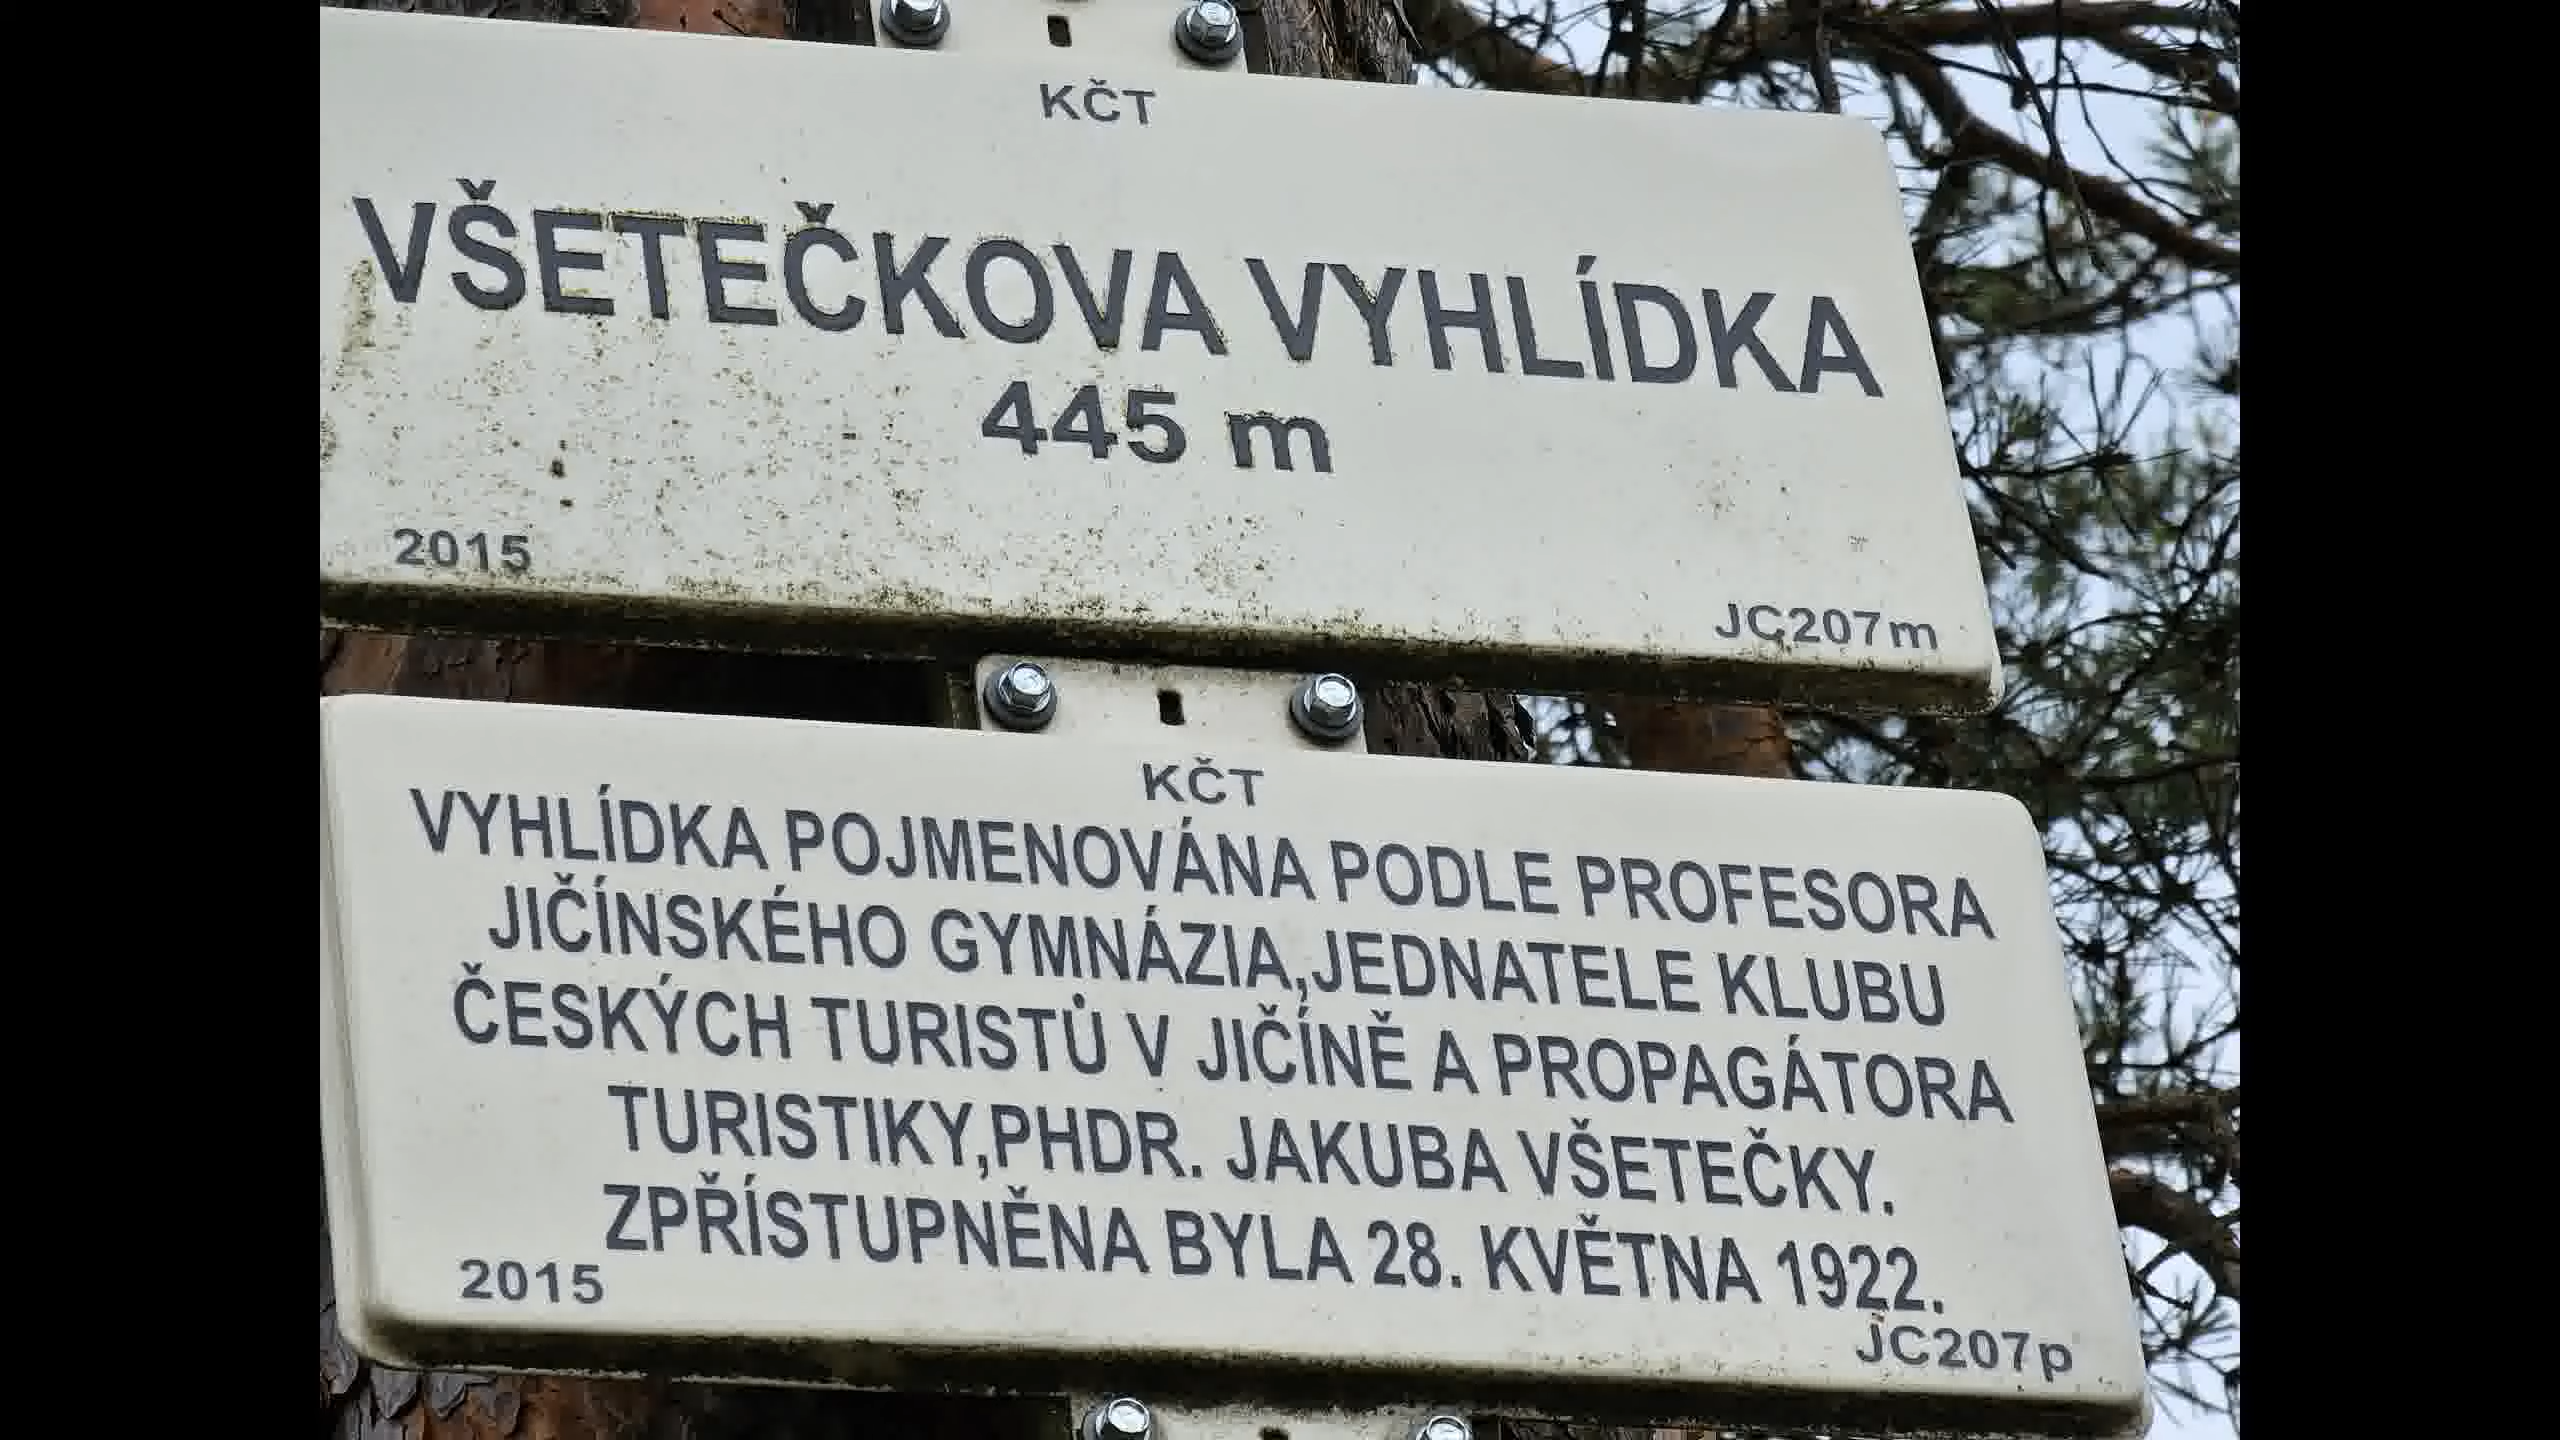 KČT
VŠETEČKOVA VYHLÍDKA
445 m
2015
JC207m
KČT
VYHLÍDKA POJMENOVÁNA PODLE PROFESORA
JIČÍNSKÉHO GYMNÁZIA,JEDNATELE KLUBU
ČESKÝCH TURISTŮ V JIČÍNĚ A PROPAGÁTORA
TURISTIKY,PHDR. JAKUBA VŠETEČKY.
ZPŘÍSTUPNĚNA BYLA 28. KVĚTNA 1922.
2015
JC207p